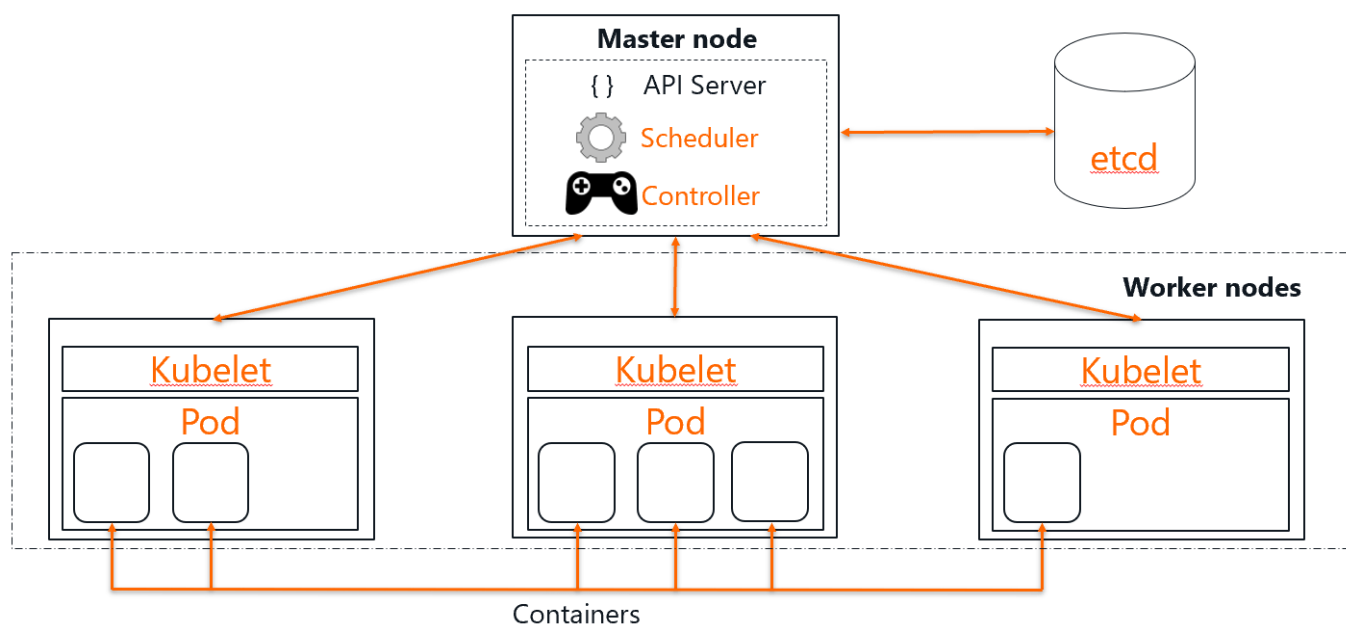 Master node
{ } API Server
Scheduler
Controller
etcd
Worker nodes
Kubelet
Pod
Kubelet
Pod
Kubelet
Pod
Containers